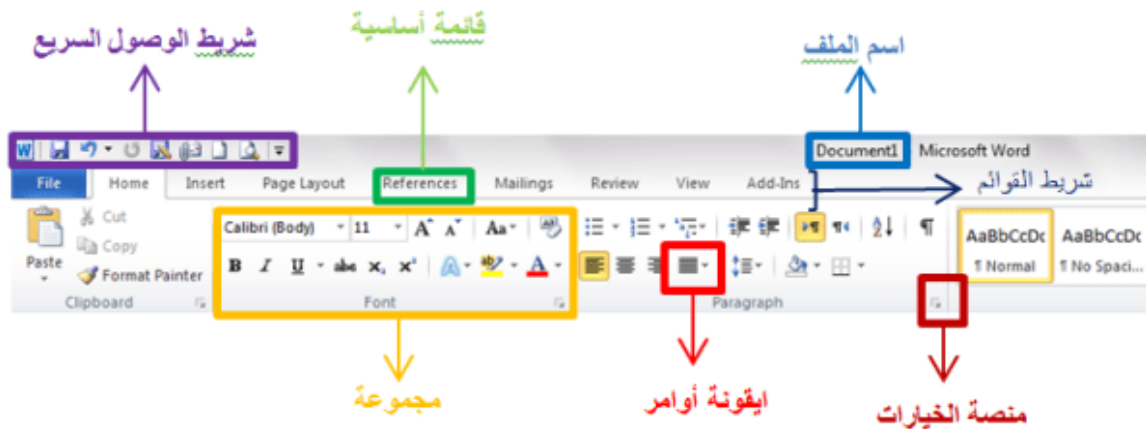 شريط الوصول السريع
قائمة أساسية
اسم الملف
Document1 Microsoft Word
File Home Insert Page Layout References Mailings Review View Add-Ins
شريط القوائم
Cut
Calibri (Body) 11 A A Aa
AaBbCcDc AaBbCcDc
Copy
Paste
Format Painter
B I U abc x₂ x² A ab A
¶ Normal ¶ No Spaci...
Clipboard Font Paragraph
مجموعة
ايقونة أوامر
منصة الخيارات